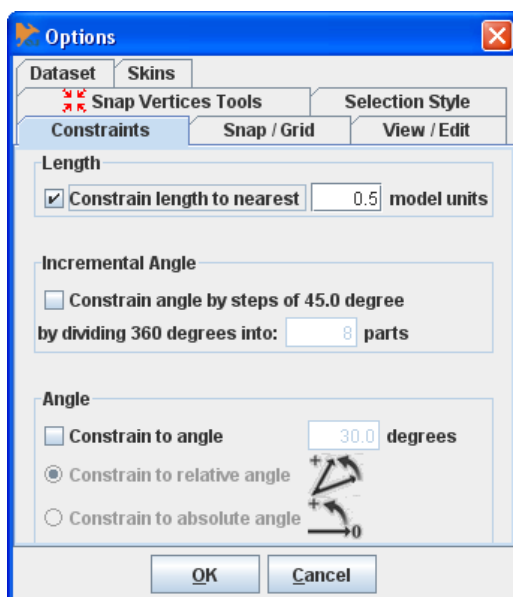 Options
Dataset Skins
Snap Vertices Tools Selection Style
Constraints Snap / Grid View / Edit
Length
Constrain length to nearest 0.5 model units
Incremental Angle
Constrain angle by steps of 45.0 degree
by dividing 360 degrees into: 8 parts
Angle
Constrain to angle 30.0 degrees
Constrain to relative angle +
Constrain to absolute angle + 0
OK Cancel